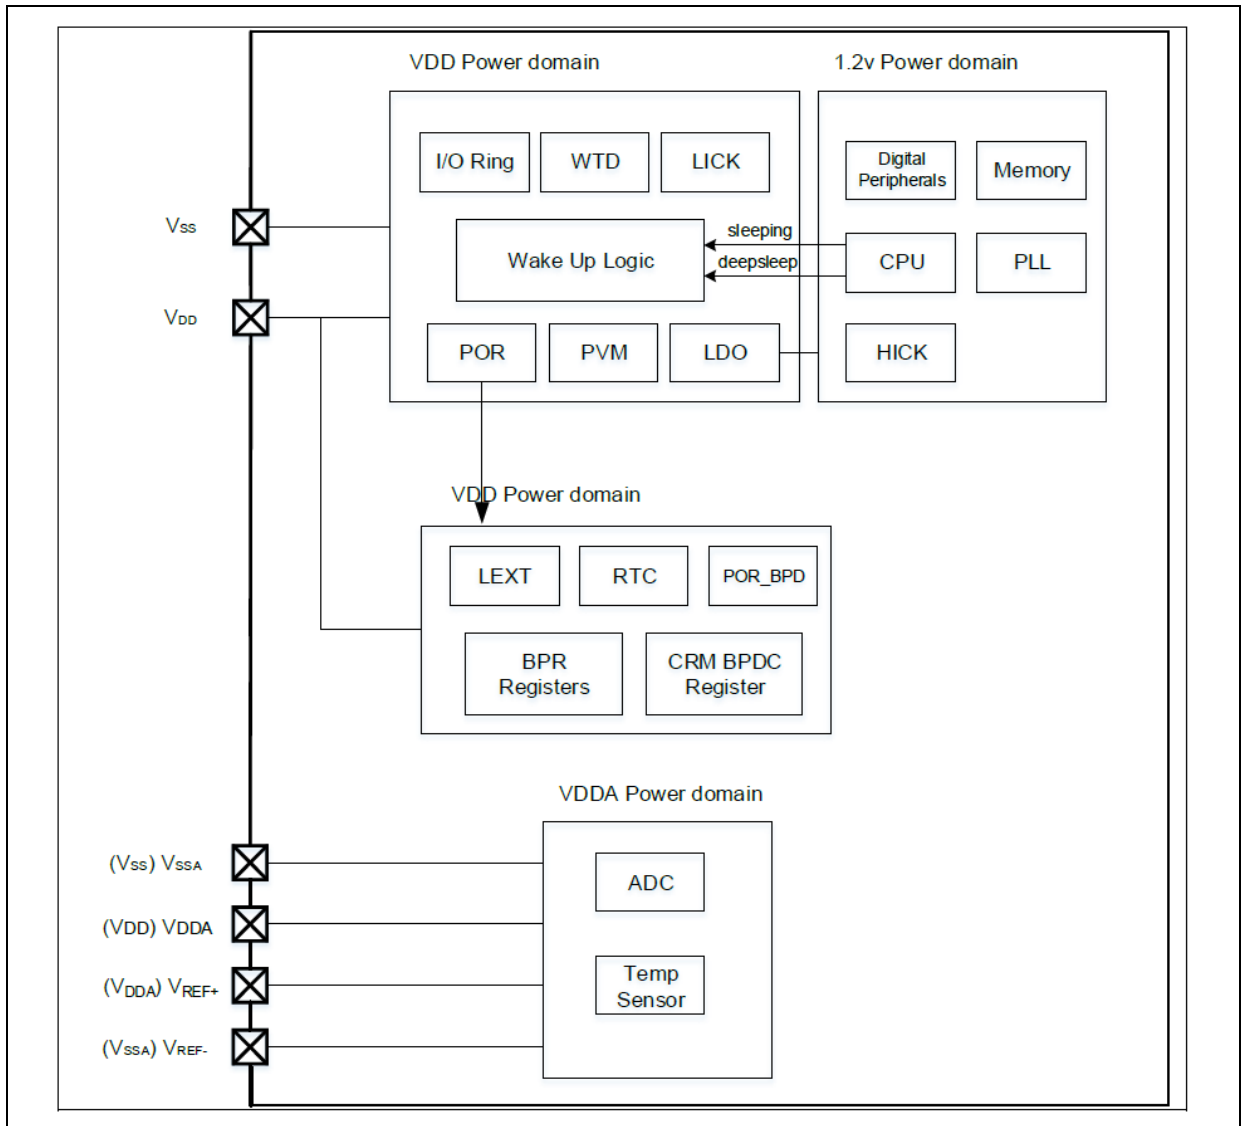 VDD Power domain
1.2v Power domain
I/O Ring
WTD
LICK
Digital
Peripherals
Memory
Vss
sleeping
Wake Up Logic
deepsleep
CPU
PLL
VDD
POR
PVM
LDO
HICK
VDD Power domain
LEXT
RTC
POR_BPD
BPR
Registers
CRM BPDC
Register
VDDA Power domain
(Vss) VSSA
ADC
(VDD) VDDA
(VDDA) VREF+
Temp
Sensor
(VSSA) VREF-